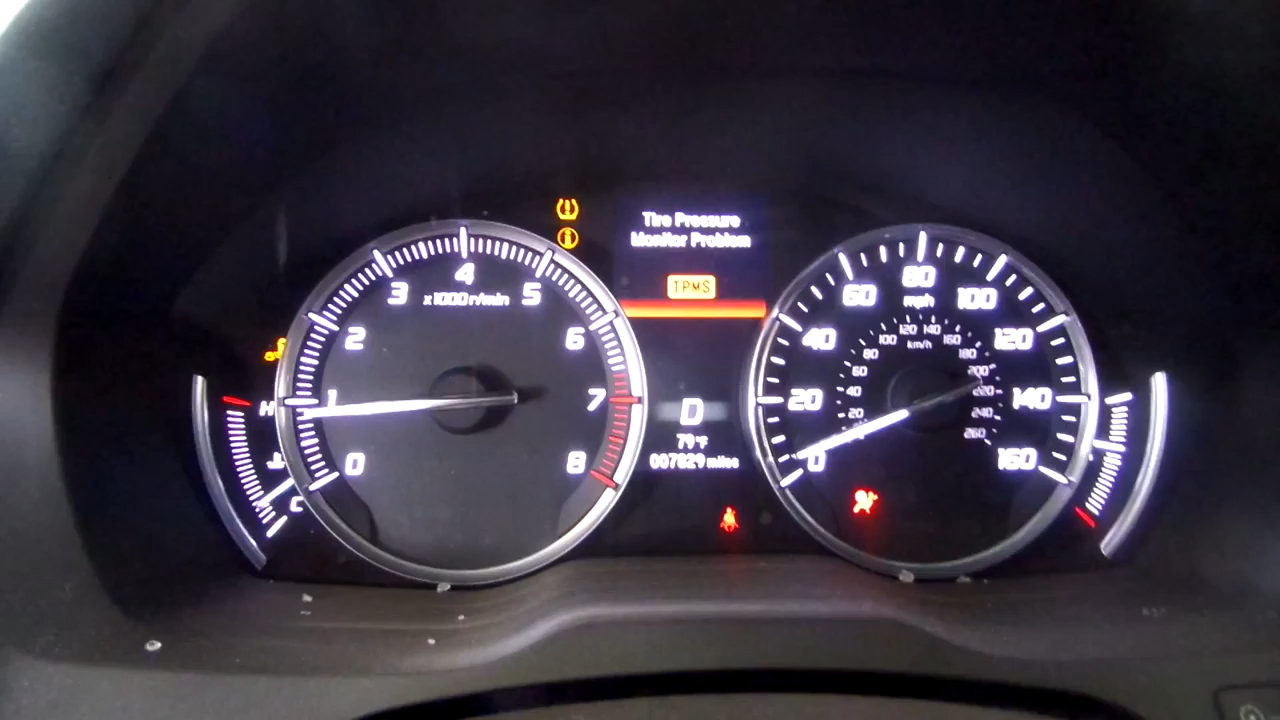 Tire Pressure
Monitor Problem
TPMS
0
1
2
3
4
5
6
7
8
x1000r/min
H
C
D
79°F
007829 miles
0
20
40
60
80
100
120
140
160
mph
20
40
60
80
100
120
140
160
180
200
220
240
260
km/h